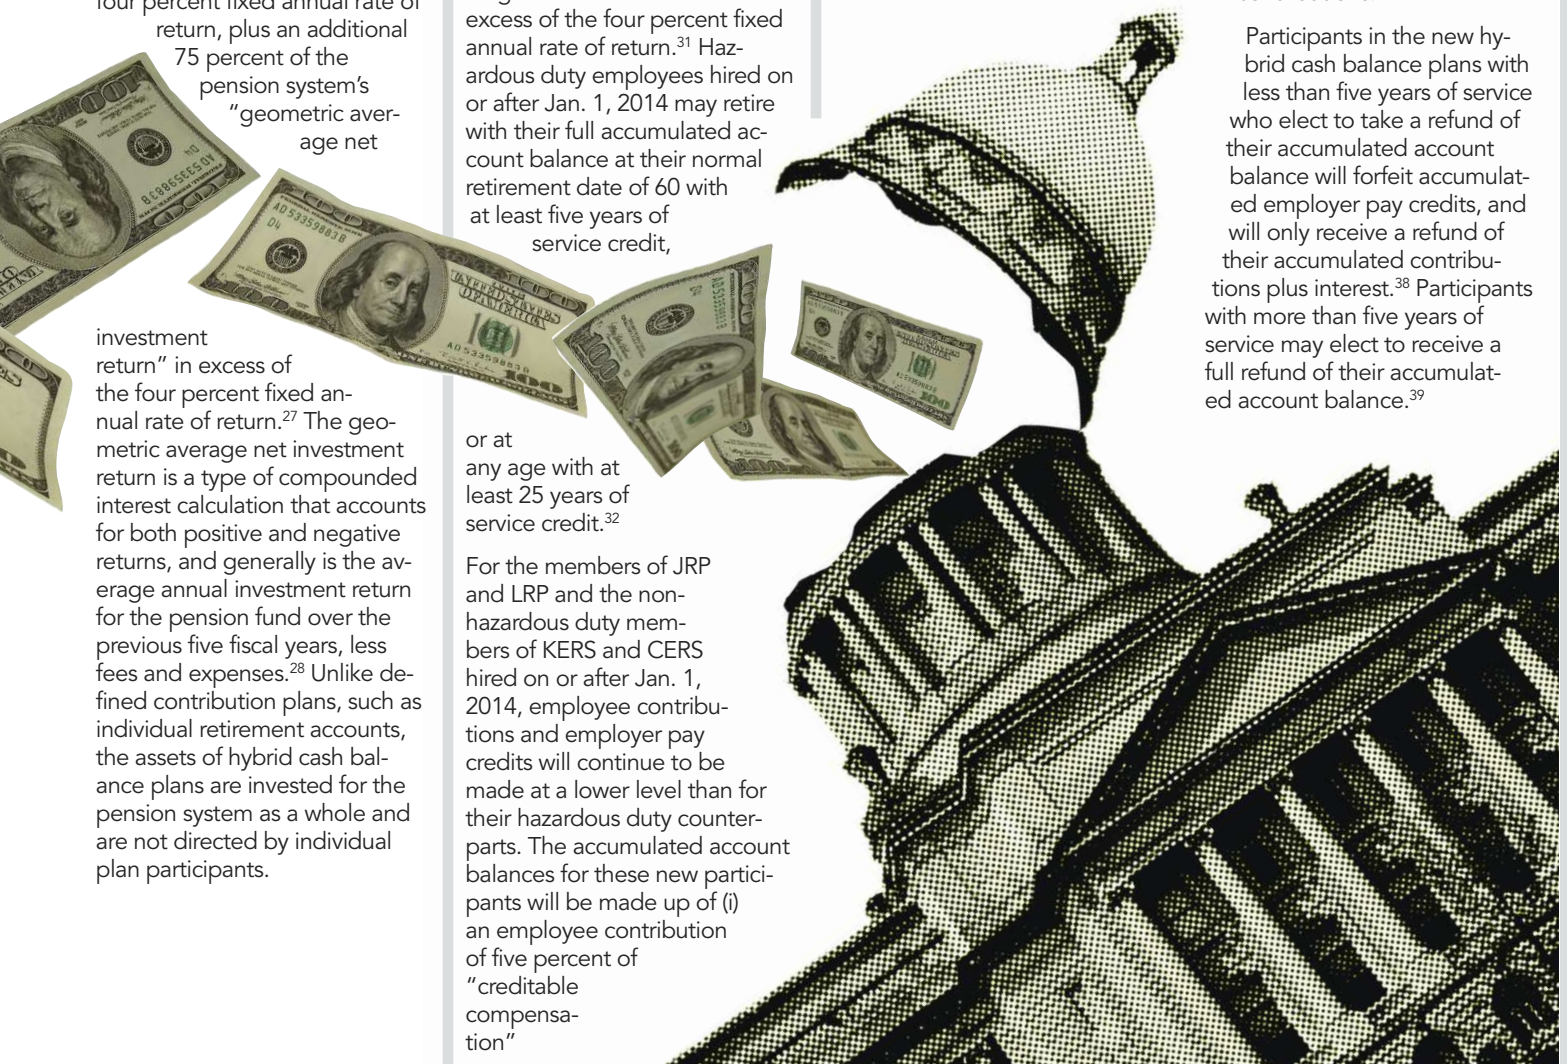 four percent fixed annual rate of
return, plus an additional
75 percent of the
pension system’s
“geometric aver-
age net
investment
return” in excess of
the four percent fixed an-
nual rate of return.27 The geo-
metric average net investment
return is a type of compounded
interest calculation that accounts
for both positive and negative
returns, and generally is the av-
erage annual investment return
for the pension fund over the
previous five fiscal years, less
fees and expenses.28 Unlike de-
fined contribution plans, such as
individual retirement accounts,
the assets of hybrid cash bal-
ance plans are invested for the
pension system as a whole and
are not directed by individual
plan participants.
excess of the four percent fixed
annual rate of return.31 Haz-
ardous duty employees hired on
or after Jan. 1, 2014 may retire
with their full accumulated ac-
count balance at their normal
retirement date of 60 with
at least five years of
service credit,
or at
any age with at
least 25 years of
service credit.32
For the members of JRP
and LRP and the non-
hazardous duty mem-
bers of KERS and CERS
hired on or after Jan. 1,
2014, employee contribu-
tions and employer pay
credits will continue to be
made at a lower level than for
their hazardous duty counter-
parts. The accumulated account
balances for these new partici-
pants will be made up of (i)
an employee contribution
of five percent of
“creditable
compensa-
tion”
Participants in the new hy-
brid cash balance plans with
less than five years of service
who elect to take a refund of
their accumulated account
balance will forfeit accumulat-
ed employer pay credits, and
will only receive a refund of
their accumulated contribu-
tions plus interest.38 Participants
with more than five years of
service may elect to receive a
full refund of their accumulat-
ed account balance.39
AD 53359883 B
D4
100
THE UNITED STATES
OF AMERICA
AD 53359883 B
100